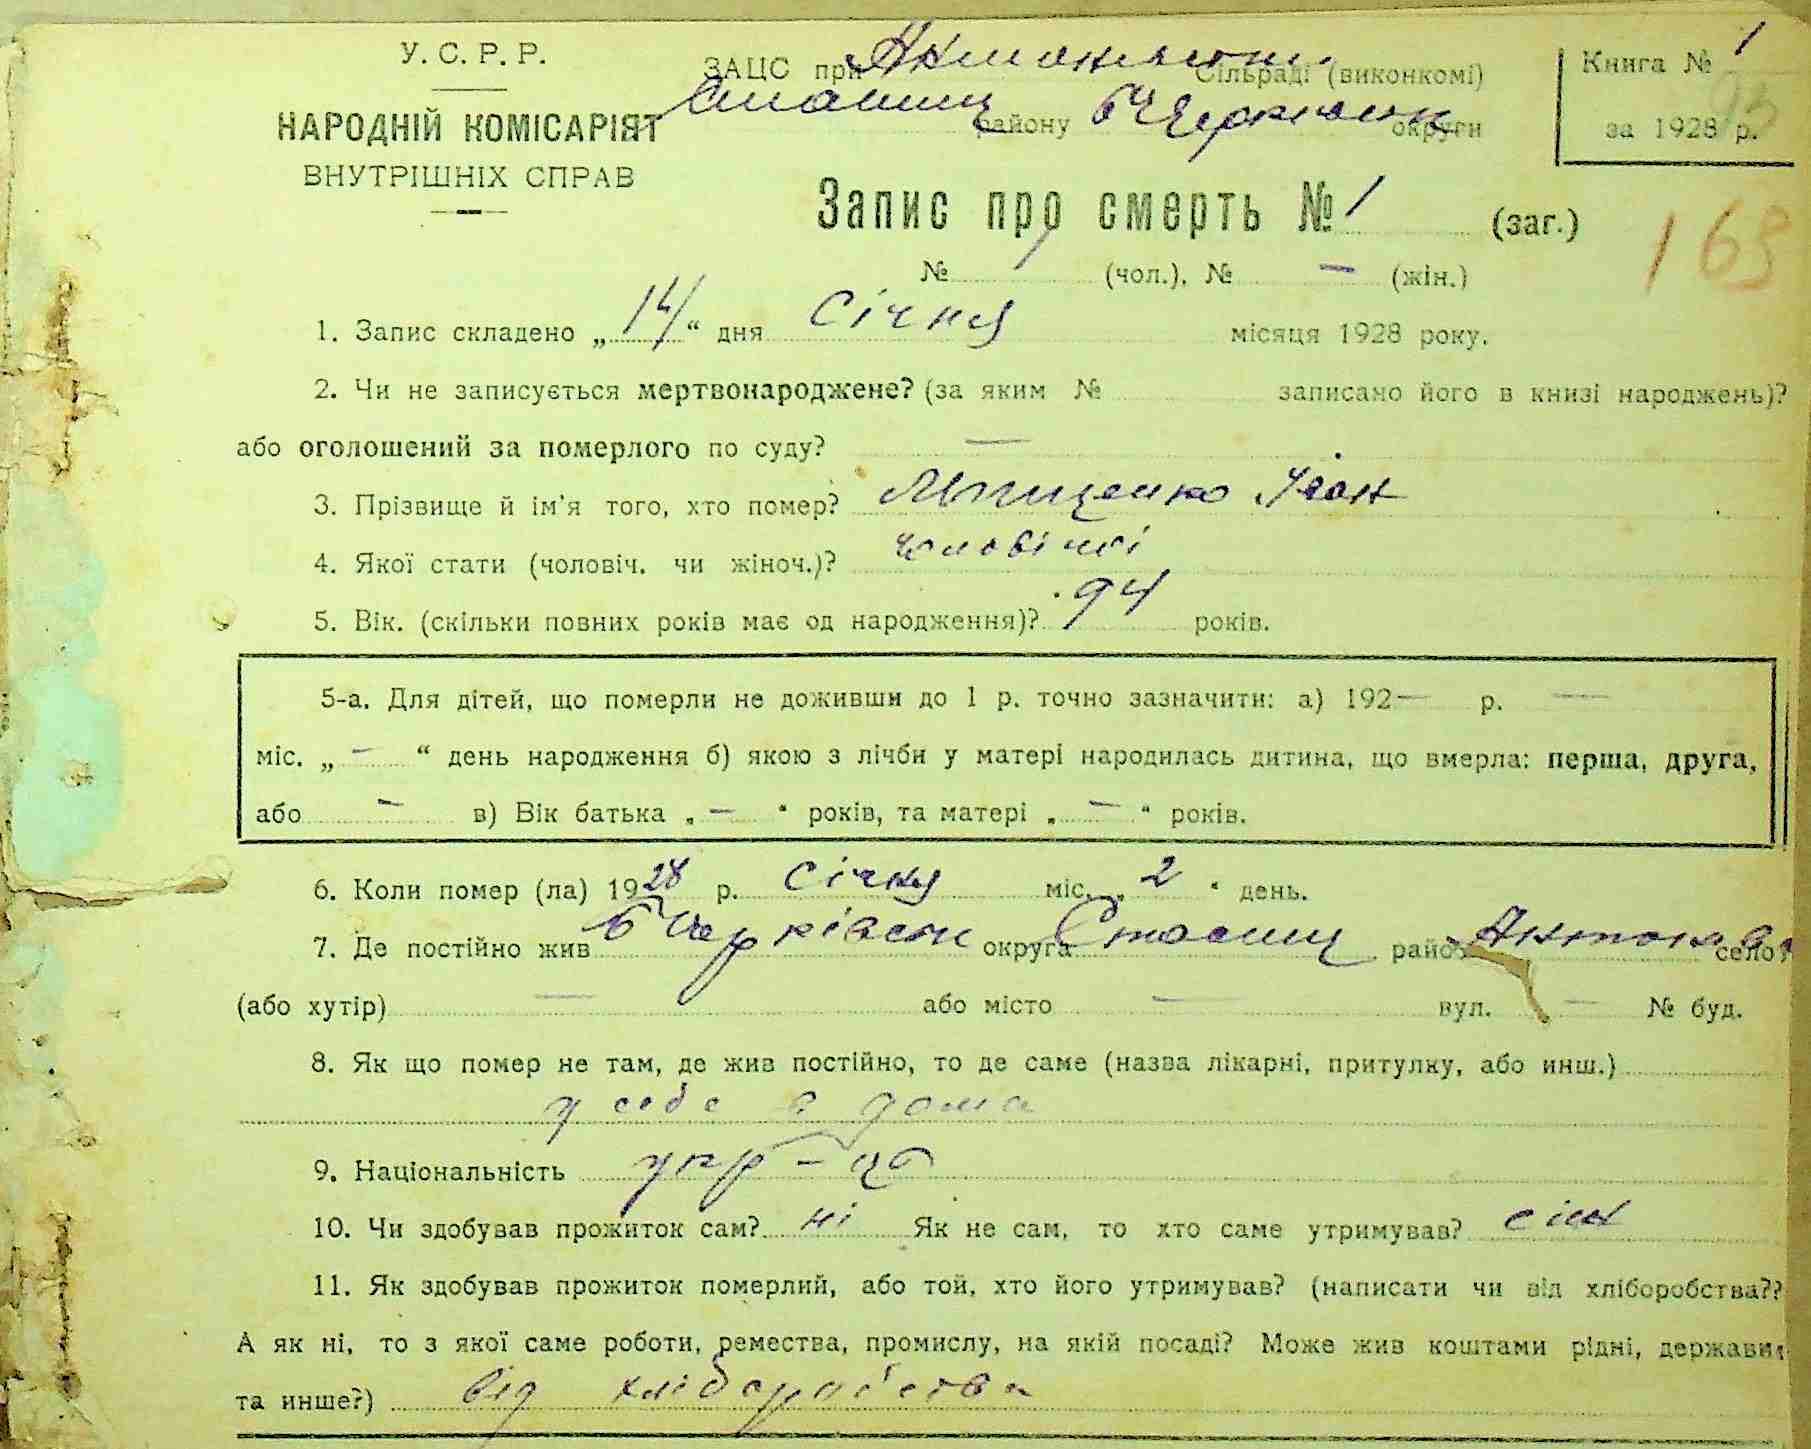 У. С. Р. Р.
НАРОДНІЙ КОМІСАРІЯТ
ВНУТРІШНІХ СПРАВ
ЗАЦС при Сільраді (виконкомі)
району Б Черківськ округи
Книга № 1
за 1928 р.
Запис про смерть № 1 (заг.)
№ 1 (чол.), № — (жін.)
163
1. Запис складено „ 14 “ дня Січня місяця 1928 року.
2. Чи не записується мертвонароджене? (за яким № записано його в книзі народжень)?
або оголошений за померлого по суду? —
3. Прізвище й ім'я того, хто помер? Іван
4. Якої стати (чоловіч. чи жіноч.)? чоловічої
5. Вік. (скільки повних років має од народження)? 94 років.
5-а. Для дітей, що померли не доживши до 1 р. точно зазначити: а) 192— р. —
міс. „ — “ день народження б) якою з лічби у матері народилась дитина, що вмерла: перша, друга,
або — в) Вік батька „ — “ років, та матері „ — “ років.
6. Коли помер (ла) 1928 р. Січня міс. „ 2 “ день.
7. Де постійно жив Б Черківськ округа Ставищ район Антонів село
(або хутір) — або місто — вул. — № буд.
8. Як що помер не там, де жив постійно, то де саме (назва лікарні, притулку, або инш.)
у себе в дома
9. Національність укр-ць
10. Чи здобував прожиток сам? ні Як не сам, то хто саме утримував? син
11. Як здобував прожиток померлий, або той, хто його утримував? (написати чи від хліборобства??
А як ні, то з якої саме роботи, ремества, промислу, на якій посаді? Може жив коштами рідні, держави,
та инше?) від хліборобства